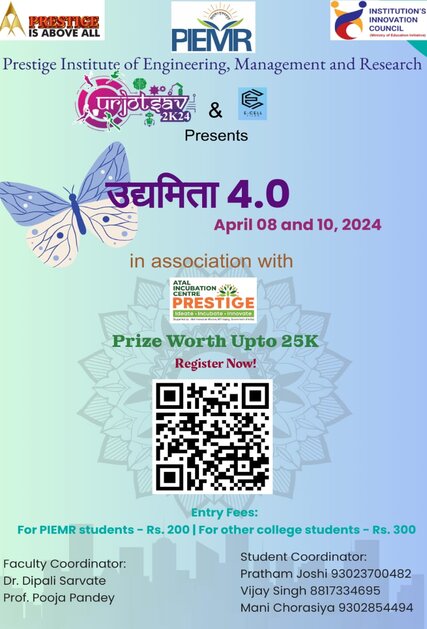 PRESTIGE
IS ABOVE ALL
PIEMR
INSTITUTION'S
INNOVATION
COUNCIL
(Ministry of Education Initiative)
Prestige Institute of Engineering, Management and Research
urjotsav
2K24
&
E-CELL
Presents
उद्यमिता 4.0
April 08 and 10, 2024
in association with
ATAL
INCUBATION
CENTRE
PRESTIGE
Ideate • Incubate • Innovate
Prize Worth Upto 25K
Register Now!
Entry Fees:
For PIEMR students - Rs. 200 | For other college students - Rs. 300
Faculty Coordinator:
Dr. Dipali Sarvate
Prof. Pooja Pandey
Student Coordinator:
Pratham Joshi 93023700482
Vijay Singh 8817334695
Mani Chorasiya 9302854494